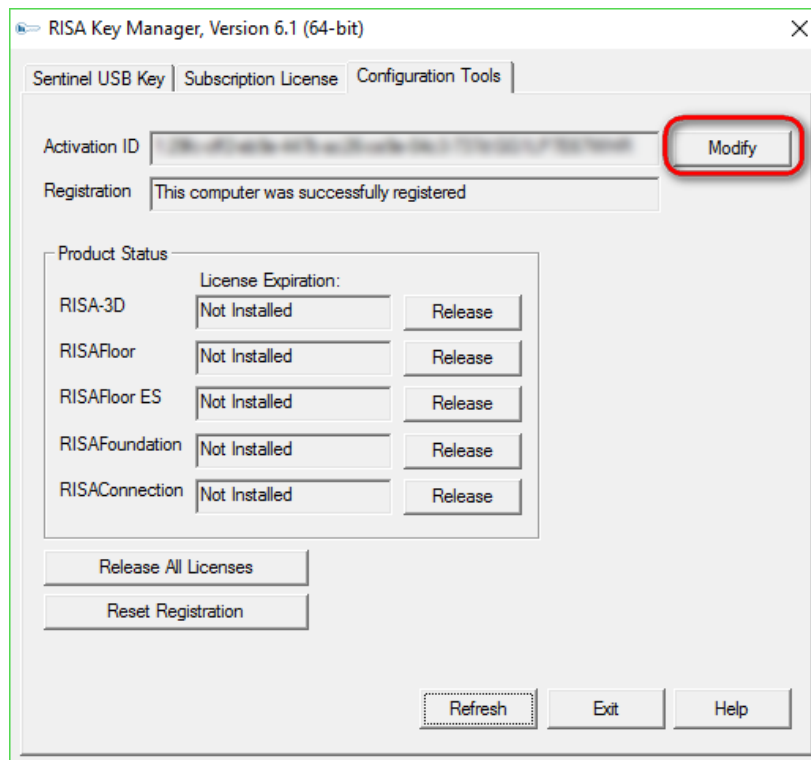 RISA Key Manager, Version 6.1 (64-bit)
Sentinel USB Key Subscription License Configuration Tools
Activation ID Modify
Registration This computer was successfully registered
Product Status
License Expiration:
RISA-3D Not Installed Release
RISAFloor Not Installed Release
RISAFloor ES Not Installed Release
RISAFoundation Not Installed Release
RISAConnection Not Installed Release
Release All Licenses
Reset Registration
Refresh Exit Help